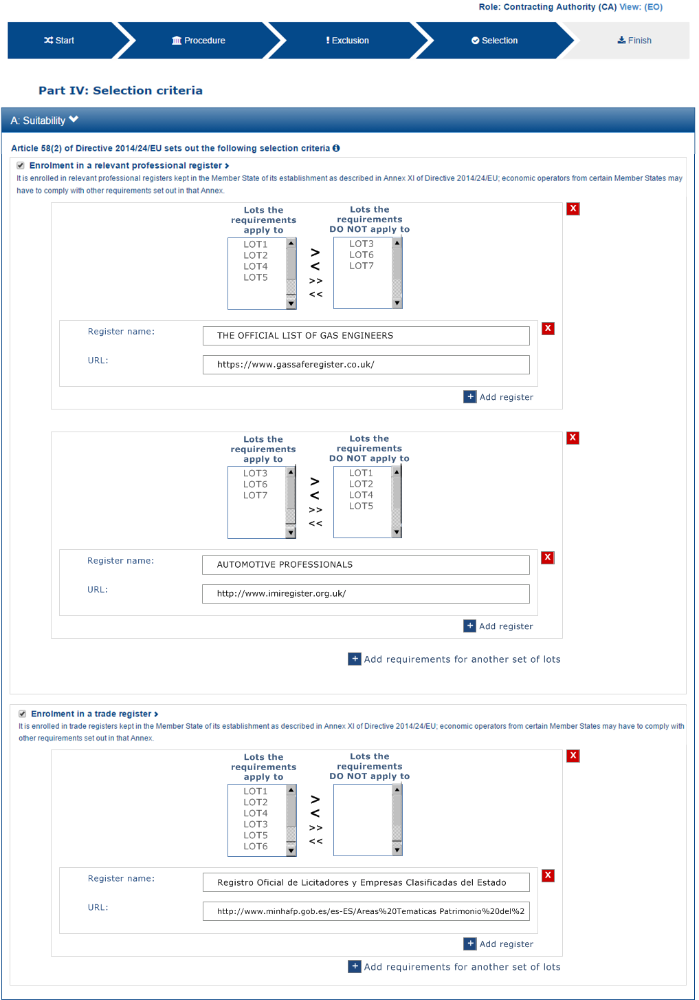 Role: Contracting Authority (CA) View: (EO)
Start
Procedure
Exclusion
Selection
Finish
Part IV: Selection criteria
A: Suitability
Article 58(2) of Directive 2014/24/EU sets out the following selection criteria
Enrolment in a relevant professional register
It is enrolled in relevant professional registers kept in the Member State of its establishment as described in Annex XI of Directive 2014/24/EU; economic operators from certain Member States may
have to comply with other requirements set out in that Annex.
Lots the
requirements
apply to
Lots the
requirements
DO NOT apply to
X
LOT1
LOT2
LOT4
LOT5
>
<
>>
<<
LOT3
LOT6
LOT7
Register name:
THE OFFICIAL LIST OF GAS ENGINEERS
X
URL:
https://www.gassaferegister.co.uk/
+ Add register
Lots the
requirements
apply to
Lots the
requirements
DO NOT apply to
X
LOT3
LOT6
LOT7
>
<
>>
<<
LOT1
LOT2
LOT4
LOT5
Register name:
AUTOMOTIVE PROFESSIONALS
X
URL:
http://www.imiregister.org.uk/
+ Add register
+ Add requirements for another set of lots
Enrolment in a trade register
It is enrolled in trade registers kept in the Member State of its establishment as described in Annex XI of Directive 2014/24/EU; economic operators from certain Member States may have to comply with
other requirements set out in that Annex.
Lots the
requirements
apply to
Lots the
requirements
DO NOT apply to
X
LOT1
LOT2
LOT4
LOT3
LOT5
LOT6
>
<
>>
<<
Register name:
Registro Oficial de Licitadores y Empresas Clasificadas del Estado
X
URL:
http://www.minhafp.gob.es/es-ES/Areas%20Tematicas Patrimonio%20del%2
+ Add register
+ Add requirements for another set of lots